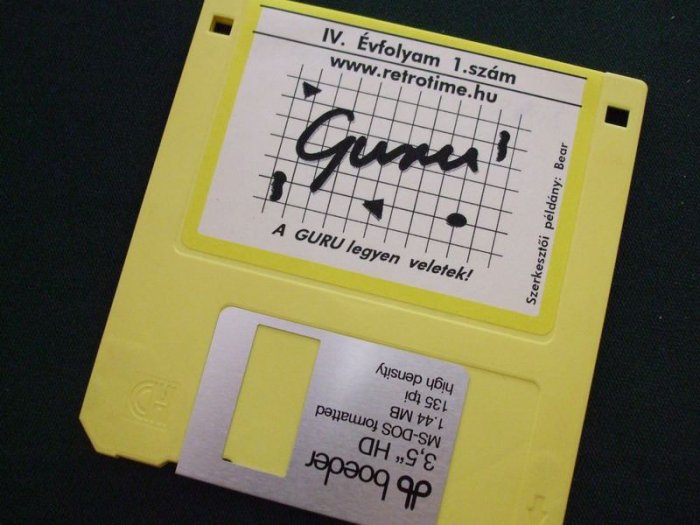 IV. Évfolyam 1.szám
www.retrotime.hu
Guru
A GURU legyen veletek!
Szerkesztői példány: Bear
db boeder
3,5" HD
MS-DOS formatted
1.44 MB
135 tpi
high density